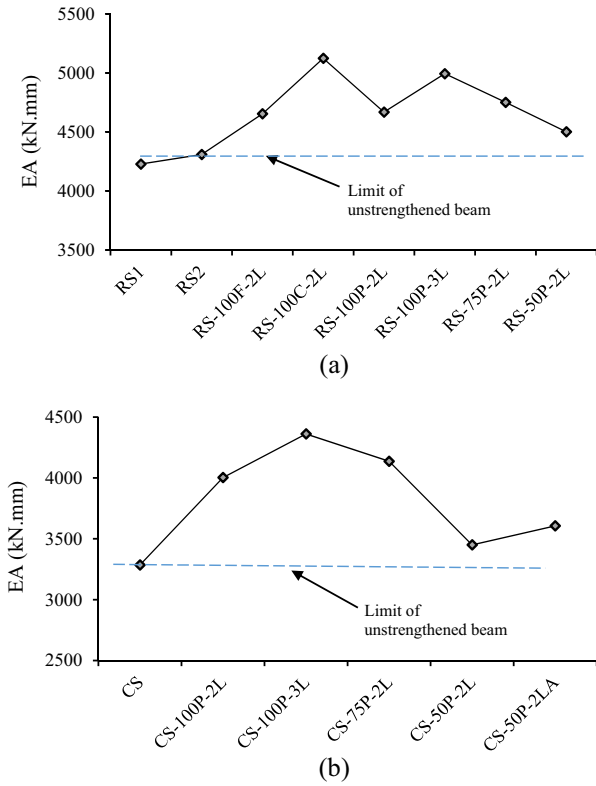 5500
5000
4500
4000
3500
EA (kN.mm)
Limit of
unstrengthened beam
RS1
RS2
RS-100F-2L
RS-100C-2L
RS-100P-2L
RS-100P-3L
RS-75P-2L
RS-50P-2L
(a)
4500
4000
3500
3000
2500
EA (kN.mm)
Limit of
unstrengthened beam
CS
CS-100P-2L
CS-100P-3L
CS-75P-2L
CS-50P-2L
CS-50P-2LA
(b)